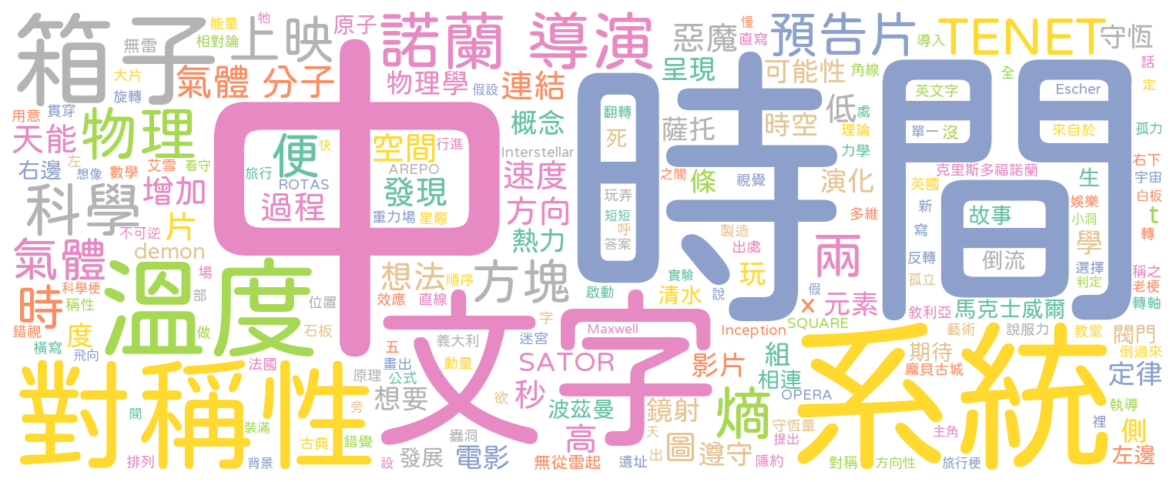 箱子 上映 諾蘭 導演 惡魔 預告片 TENET 守恆
能量 牠 原子 慢 直寫 導入 話
無雷 相對論 氣體 分子 物理學 假設 連結 呈現 可能性 角線 全 定
大片 旋轉 中 時間 英文字 Escher
用意 貫穿 物理 概念 翻轉 死 薩托 時空 低 處 理論 單一 沒 來自於 孤力
天能 便 空間 快 行進 Interstellar 力學
右邊 左 艾雪 看守 旅行 AREPO 之間 條 視覺 演化 克里斯多福諾蘭 右下 宇宙
想像 數學 ROTAS 發現 速度 英國 生 白板
科學 增加 過程 重力場 星際 方向 玩弄 短短 呼 答案 多維 新 寫 故事 娛樂 小洞 t 轉
不可逆 片 demon 熱力 製造 出處 兩 學 反轉 倒流
氣體 溫度 想法 順序 方塊 實驗 玩 孤立 選擇 判定 稱之 老梗
時 科學梗 稱性 場 部 位置 效應 直線 啟動 清水 說 假 x 元素 敘利亞 馬克士威爾 轉軸
錯視 度 做 石板 字 Maxwell Inception SQUARE 藝術 說服力 教堂 閥門
橫寫 飛向 法國 五 義大利 迷宮 文字 系統 倒過來
對稱性 原理 畫出 公式 動量 SATOR 影片 組 相連 期待 龐貝古城 定律
間 裝滿 旁 想要 欲 秒 波茲曼 鏡射 熵 OPERA 執導
古典 錯覺 蟲洞 高 天 出 守恆量 提出 主角 裡 側
排列 背景 設 發展 電影 無從雷起 遺址 圖 遵守 隱約 對稱 方向性 旅行梗 左邊